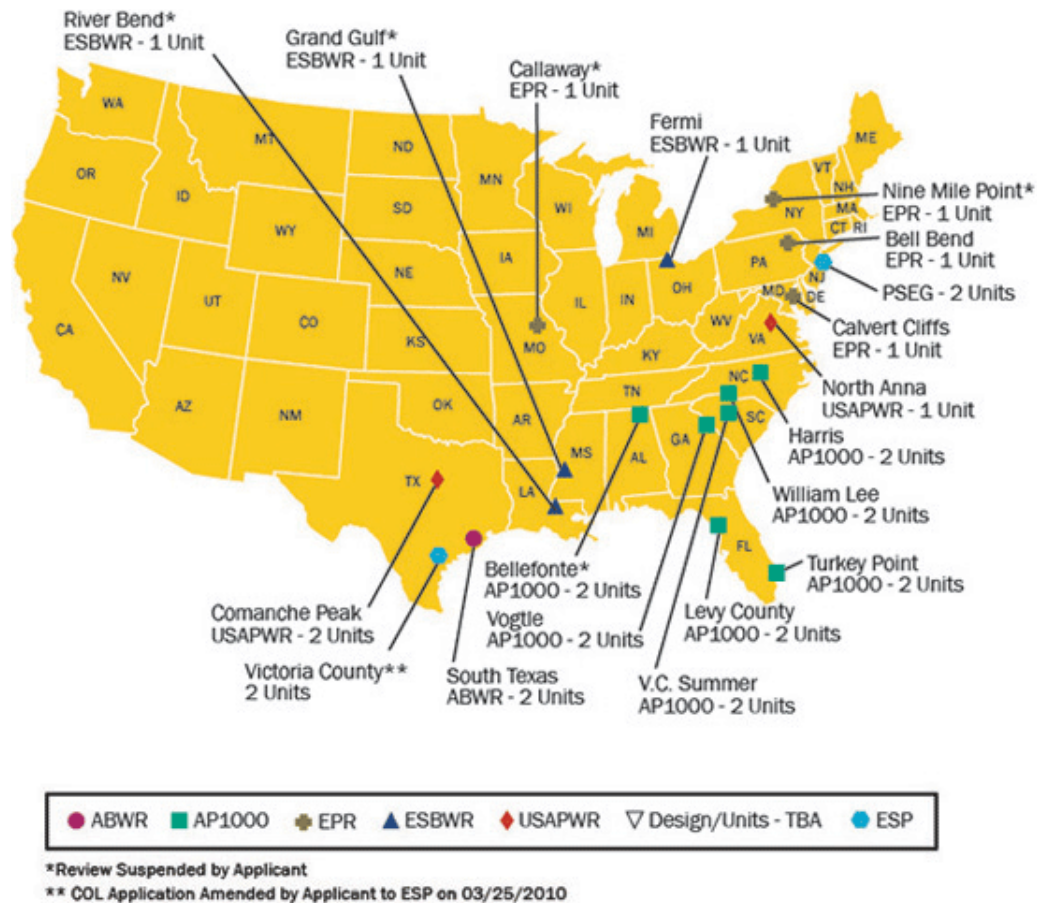 River Bend*
ESBWR - 1 Unit
Grand Gulf*
ESBWR - 1 Unit
Callaway*
EPR - 1 Unit
Fermi
ESBWR - 1 Unit
Nine Mile Point*
EPR - 1 Unit
Bell Bend
EPR - 1 Unit
PSEG - 2 Units
Calvert Cliffs
EPR - 1 Unit
North Anna
USAPWR - 1 Unit
Harris
AP1000 - 2 Units
William Lee
AP1000 - 2 Units
Turkey Point
AP1000 - 2 Units
Levy County
AP1000 - 2 Units
V.C. Summer
AP1000 - 2 Units
Bellefonte*
AP1000 - 2 Units
Vogtle
AP1000 - 2 Units
South Texas
ABWR - 2 Units
Comanche Peak
USAPWR - 2 Units
Victoria County**
2 Units
WA
OR
CA
NV
ID
MT
WY
UT
AZ
CO
NM
ND
SD
NE
KS
OK
TX
MN
IA
MO
AR
LA
WI
IL
MS
MI
IN
KY
TN
AL
OH
WV
GA
FL
SC
NC
VA
PA
MD
DE
NJ
NY
CT
RI
MA
VT
NH
ME
ABWR
AP1000
EPR
ESBWR
USAPWR
Design/Units - TBA
ESP
*Review Suspended by Applicant
** COL Application Amended by Applicant to ESP on 03/25/2010